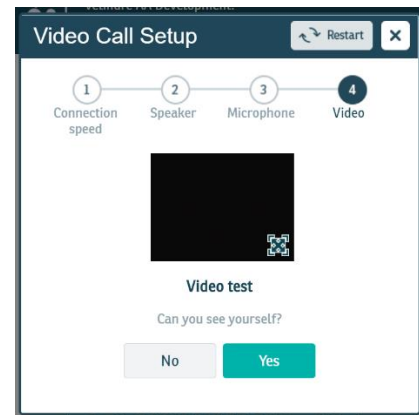 Video Call Setup
Restart
1
2
3
4
Connection speed
Speaker
Microphone
Video
Video test
Can you see yourself?
No
Yes